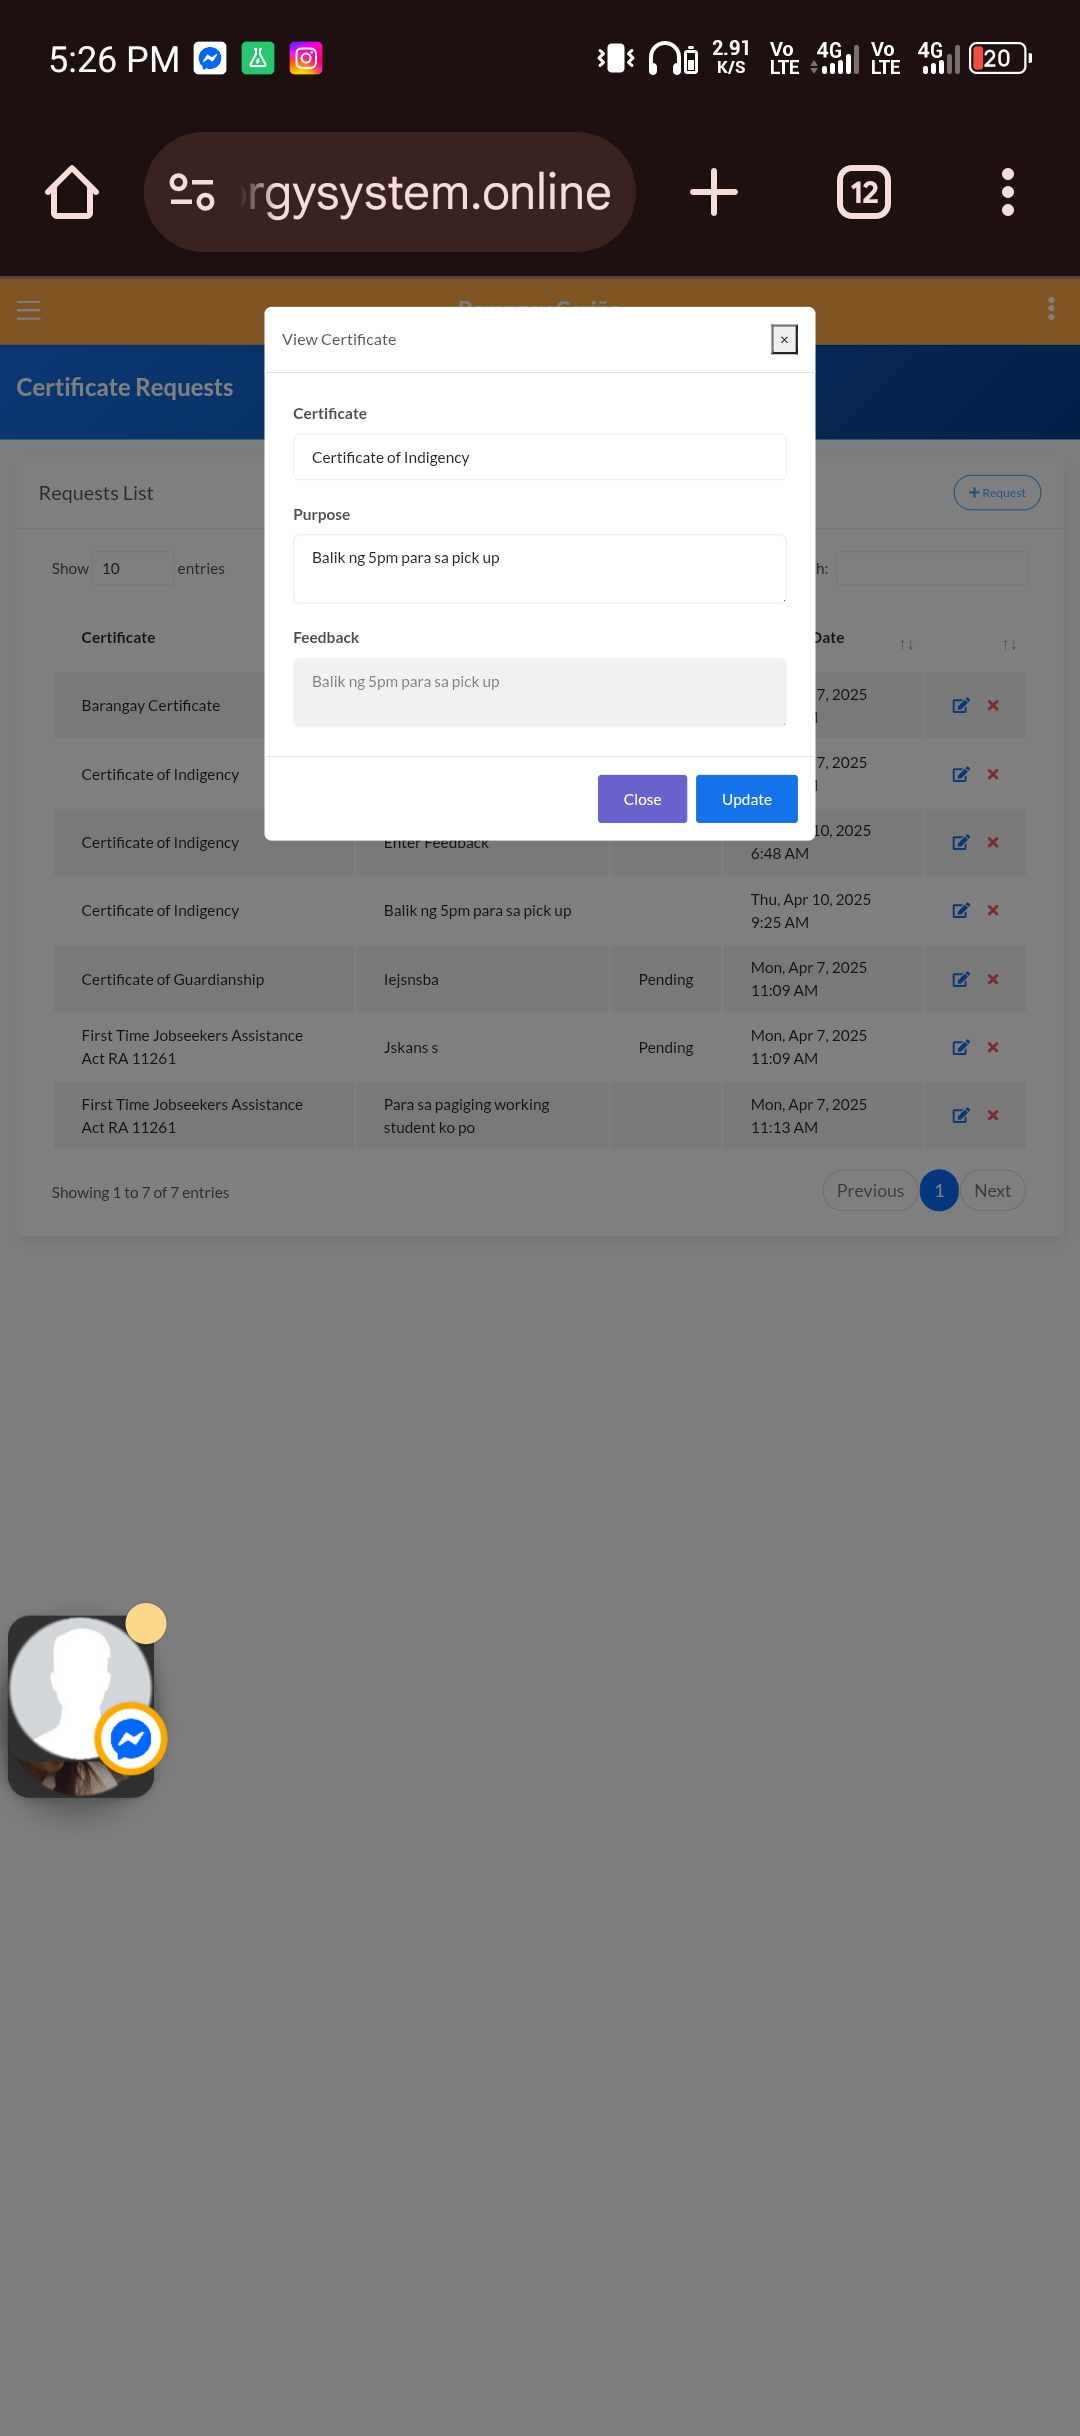 5:26 PM
2.91 K/S
Vo LTE
4G
Vo LTE
4G
20
rgysystem.online
12
View Certificate
×
Certificate Requests
Certificate
Certificate of Indigency
Requests List
Request
Purpose
Balik ng 5pm para sa pick up
Show 10 entries
Feedback
Balik ng 5pm para sa pick up
Certificate
Date
Barangay Certificate
7, 2025
Certificate of Indigency
7, 2025
Close
Update
Certificate of Indigency
Enter Feedback
10, 2025
6:48 AM
Certificate of Indigency
Balik ng 5pm para sa pick up
Thu, Apr 10, 2025
9:25 AM
Certificate of Guardianship
Iejsnsba
Pending
Mon, Apr 7, 2025
11:09 AM
First Time Jobseekers Assistance
Act RA 11261
Jskans s
Pending
Mon, Apr 7, 2025
11:09 AM
First Time Jobseekers Assistance
Act RA 11261
Para sa pagiging working
student ko po
Mon, Apr 7, 2025
11:13 AM
Showing 1 to 7 of 7 entries
Previous
1
Next